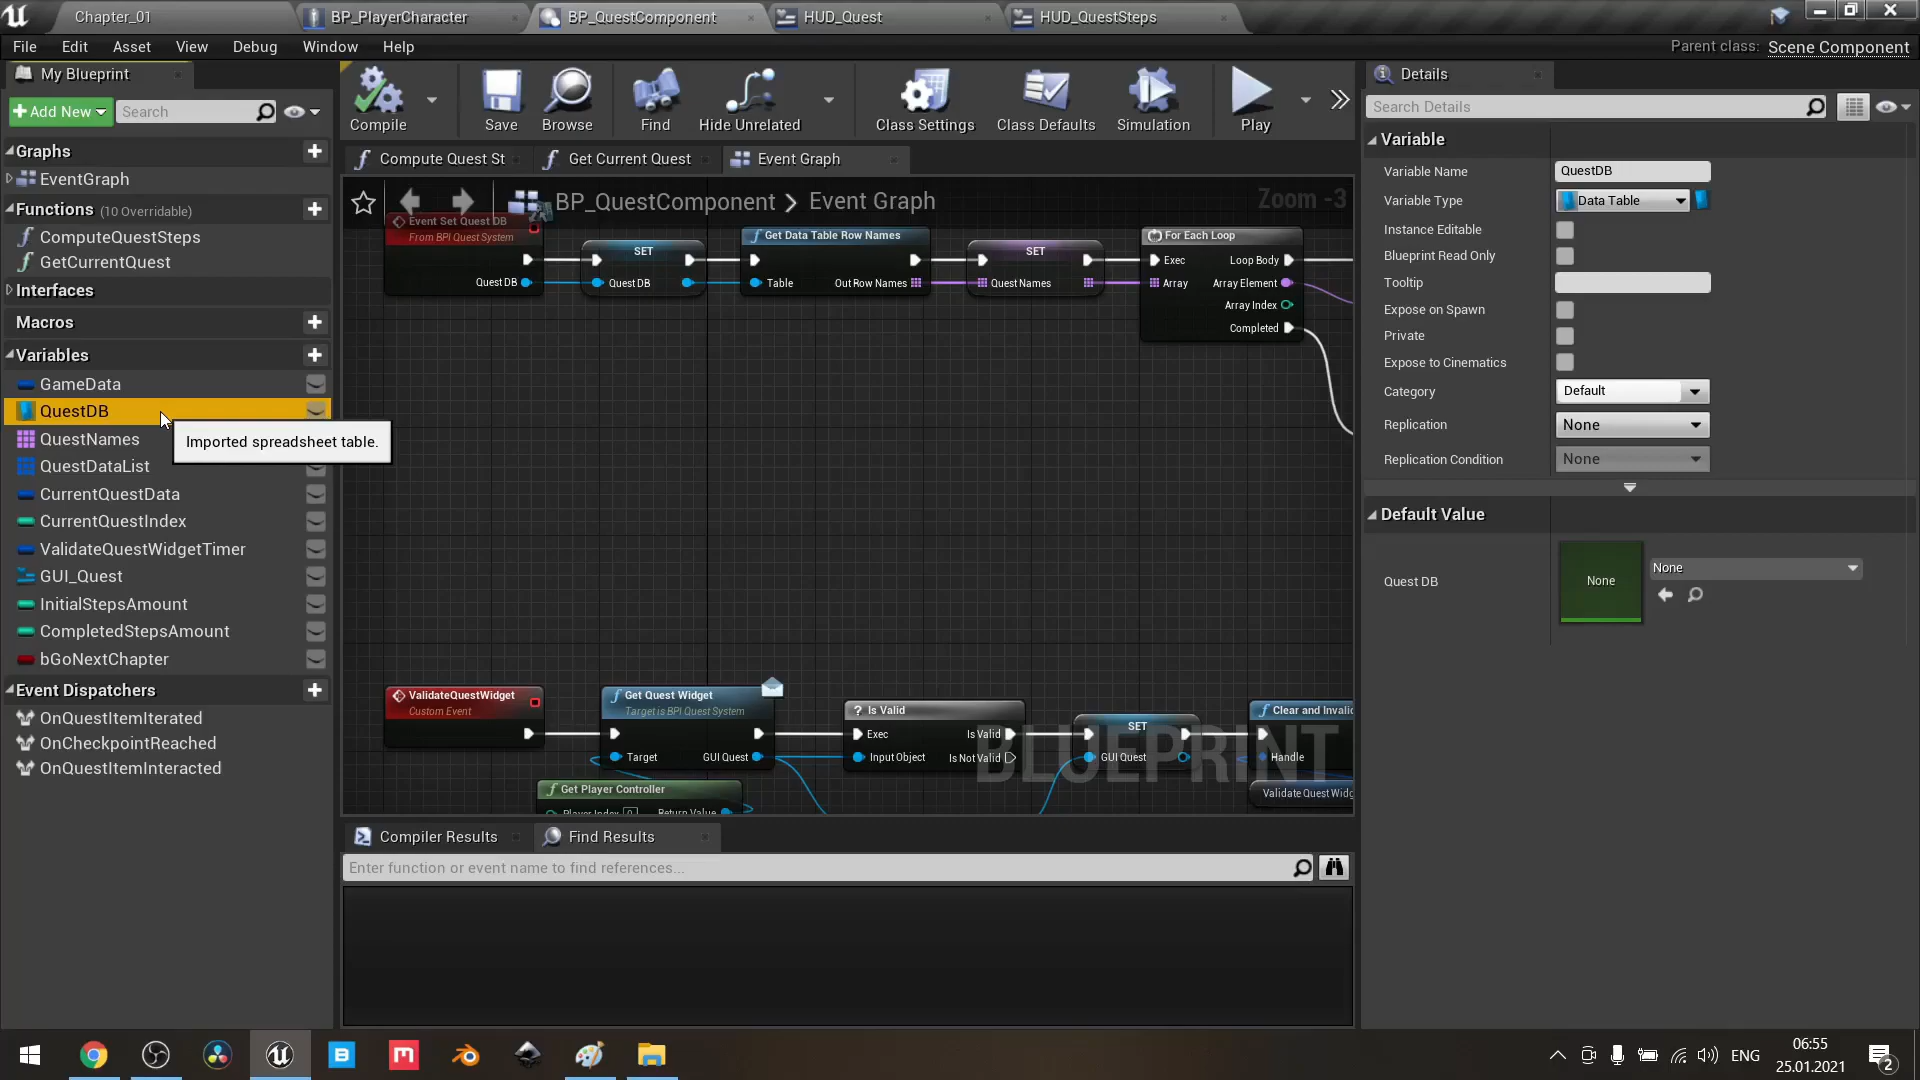 Chapter_01
BP_PlayerCharacter
BP_QuestComponent
HUD_Quest
HUD_QuestSteps
File
Edit
Asset
View
Debug
Window
Help
Parent class: Scene Component
My Blueprint
Add New
Search
Graphs
EventGraph
Functions (10 Overridable)
ComputeQuestSteps
GetCurrentQuest
Interfaces
Macros
Variables
GameData
QuestDB
QuestNames
QuestDataList
CurrentQuestData
CurrentQuestIndex
ValidateQuestWidgetTimer
GUI_Quest
InitialStepsAmount
CompletedStepsAmount
bGoNextChapter
Event Dispatchers
OnQuestItemIterated
OnCheckpointReached
OnQuestItemInteracted
Imported spreadsheet table.
Compile
Save
Browse
Find
Hide Unrelated
Class Settings
Class Defaults
Simulation
Play
Compute Quest St
Get Current Quest
Event Graph
BP_QuestComponent > Event Graph
Zoom -3
Event Set Quest DB
From BPI Quest System
Quest DB
SET
Quest DB
Get Data Table Row Names
Table
Out Row Names
SET
Quest Names
For Each Loop
Exec
Loop Body
Array
Array Element
Array Index
Completed
ValidateQuestWidget
Custom Event
Get Quest Widget
Target is BPI Quest System
Target
GUI Quest
Is Valid
Exec
Is Valid
Input Object
Is Not Valid
SET
GUI Quest
Clear and Invalid
Handle
Validate Quest Widg
Get Player Controller
Player Index 0
Return Value
BLUEPRINT
Compiler Results
Find Results
Enter function or event name to find references...
Details
Search Details
Variable
Variable Name
QuestDB
Variable Type
Data Table
Instance Editable
Blueprint Read Only
Tooltip
Expose on Spawn
Private
Expose to Cinematics
Category
Default
Replication
None
Replication Condition
None
Default Value
Quest DB
None
None
ENG
06:55
25.01.2021
2